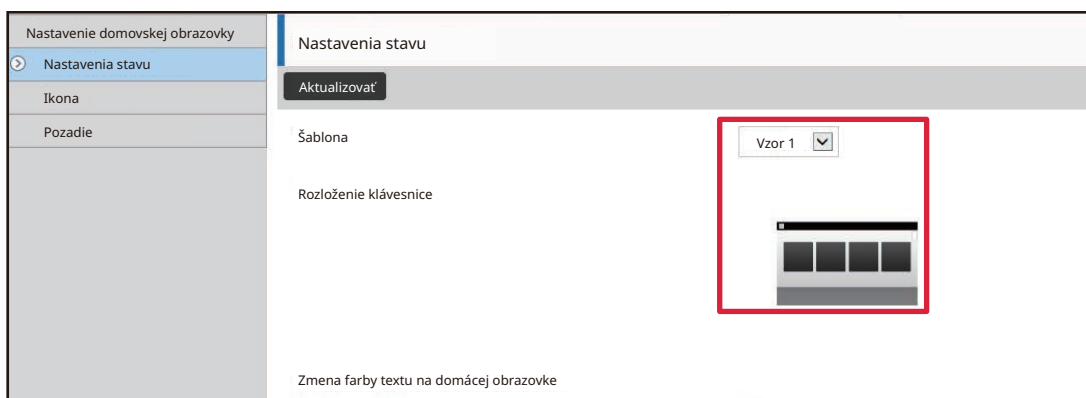 Nastavenie domovskej obrazovky
Nastavenia stavu
Ikona
Pozadie
Nastavenia stavu
Aktualizovať
Šablona
Vzor 1
Rozloženie klávesnice
Zmena farby textu na domácej obrazovke